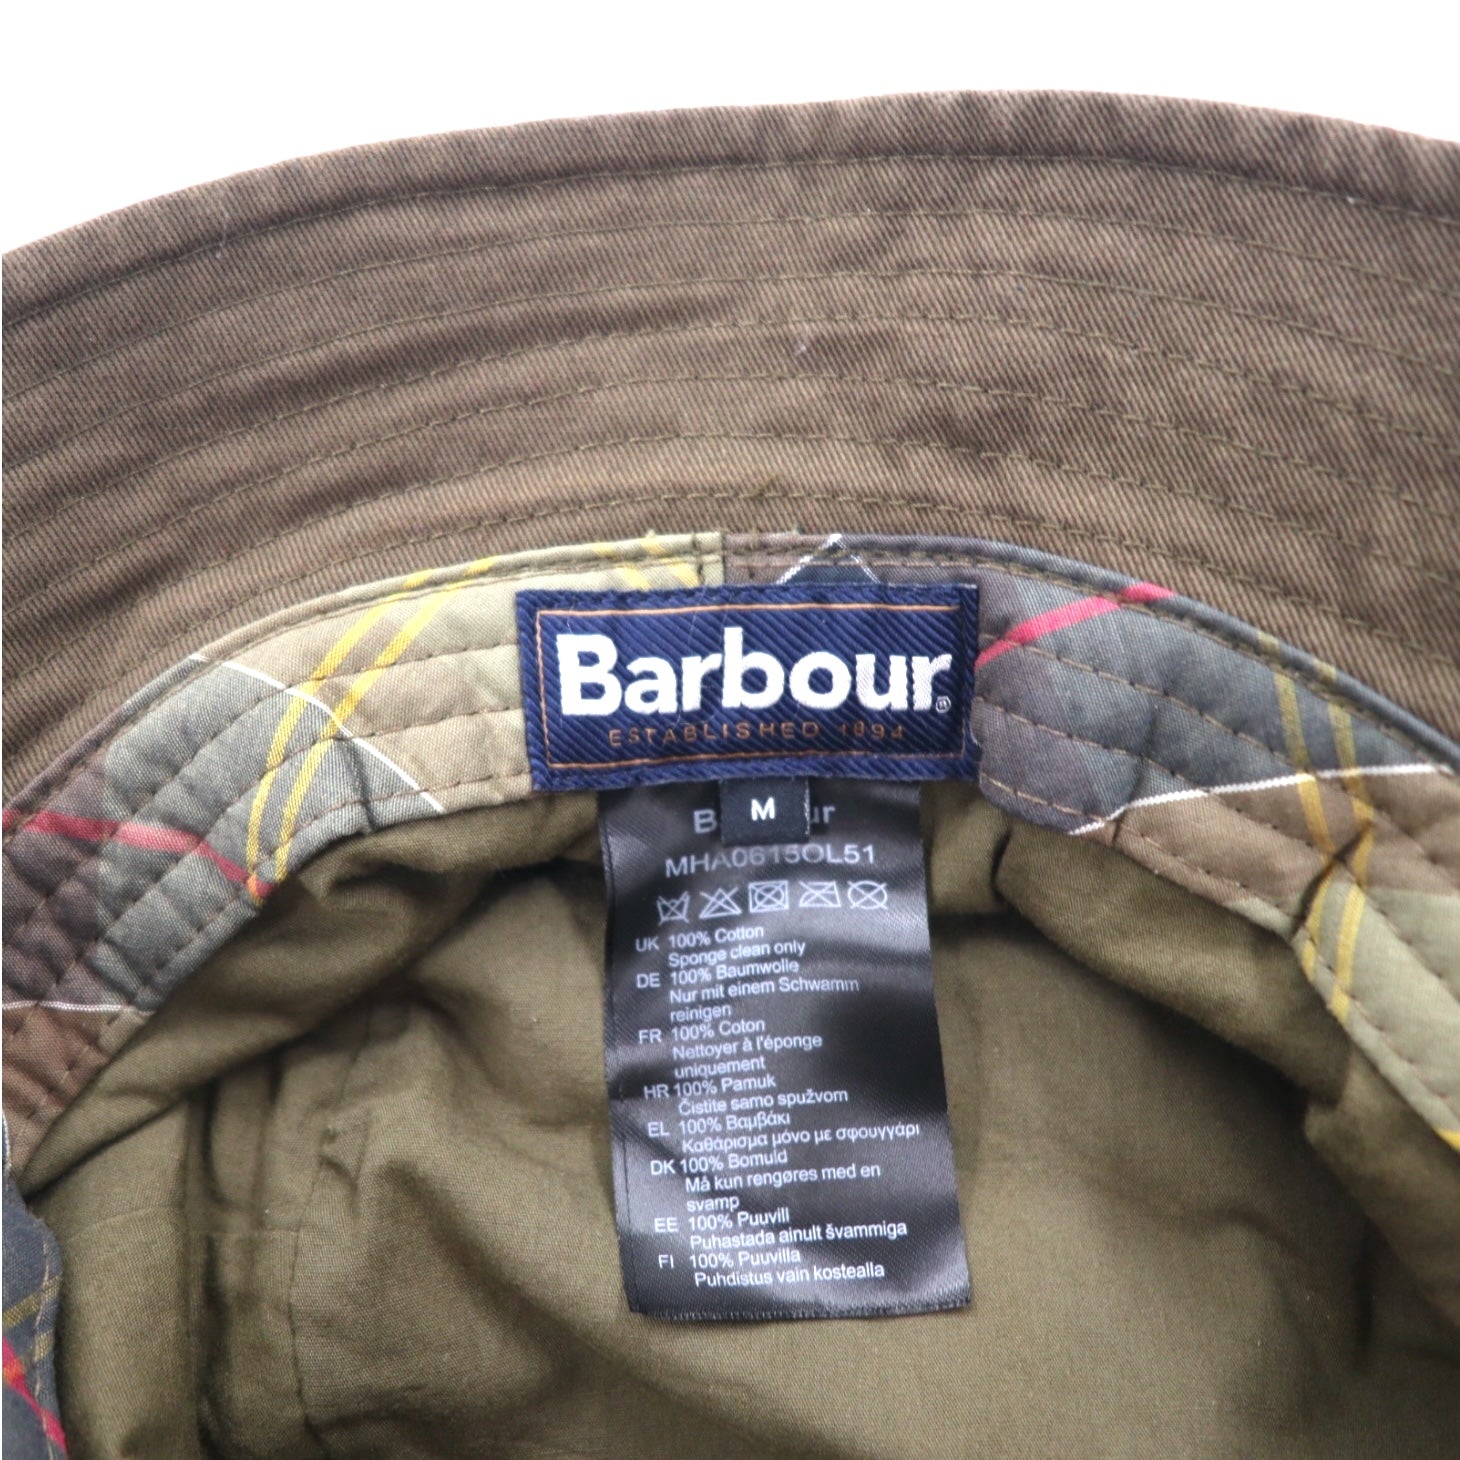 Barbour®
ESTABLISHED 1894
M
MHA0615OL51
UK 100% Cotton
Sponge clean only
DE 100% Baumwolle
Nur mit einem Schwamm
reinigen
FR 100% Coton
Nettoyer à l'éponge
uniquement
HR 100% Pamuk
Čistite samo spužvom
EL 100% Βαμβάκι
Καθάρισμα μόνο με σφουγγάρι
DK 100% Bomuld
Må kun rengøres med en
svamp
EE 100% Puuvill
Puhastada ainult švammiga
FI 100% Puuvilla
Puhdistus vain kostealla